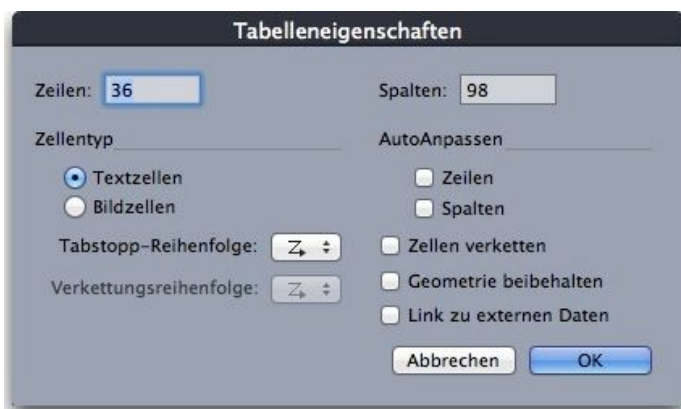 Tabelleneigenschaften
Zeilen: 36
Spalten: 98
Zellentyp
Textzellen
Bildzellen
Tabstopp-Reihenfolge: Z
Verkettungsreihenfolge: Z
AutoAnpassen
Zeilen
Spalten
Zellen verketten
Geometrie beibehalten
Link zu externen Daten
Abbrechen
OK